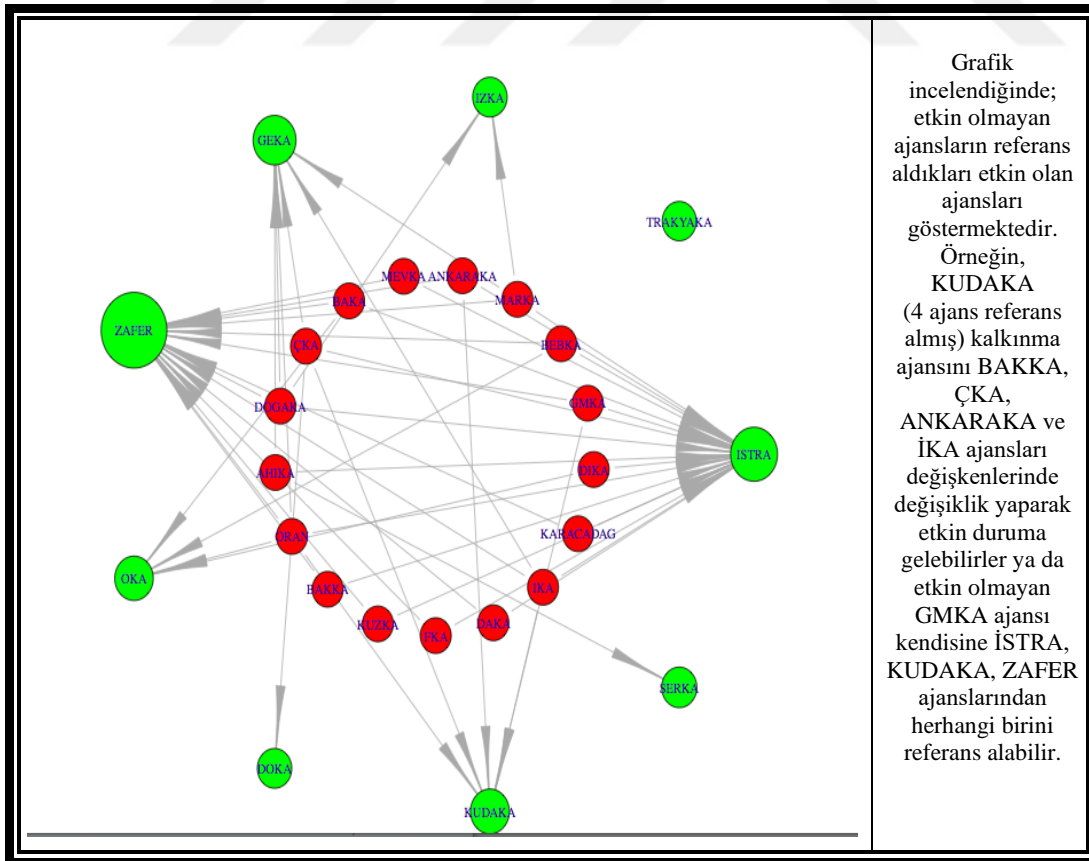 IZKA
GEKA
TRAKYAKA
MEVKA
ANKARAKA
BAKA
MARKA
ZAFER
ÇKA
BEBKA
DOGAKA
GMKA
ISTRA
AHIKA
DIKA
ORAN
KARACADAG
OKA
BAKKA
IKA
KUZKA
FKA
DAKA
SERKA
DOKA
KUDAKA
Grafik
incelendiğinde;
etkin olmayan
ajansların referans
aldıkları etkin olan
ajansları
göstermektedir.
Örneğin,
KUDAKA
(4 ajans referans
almış) kalkınma
ajansını BAKKA,
ÇKA,
ANKARAKA ve
İKA ajansları
değişkenlerinde
değişiklik yaparak
etkin duruma
gelebilirler ya da
etkin olmayan
GMKA ajansı
kendisine İSTRA,
KUDAKA, ZAFER
ajanslarından
herhangi birini
referans alabilir.